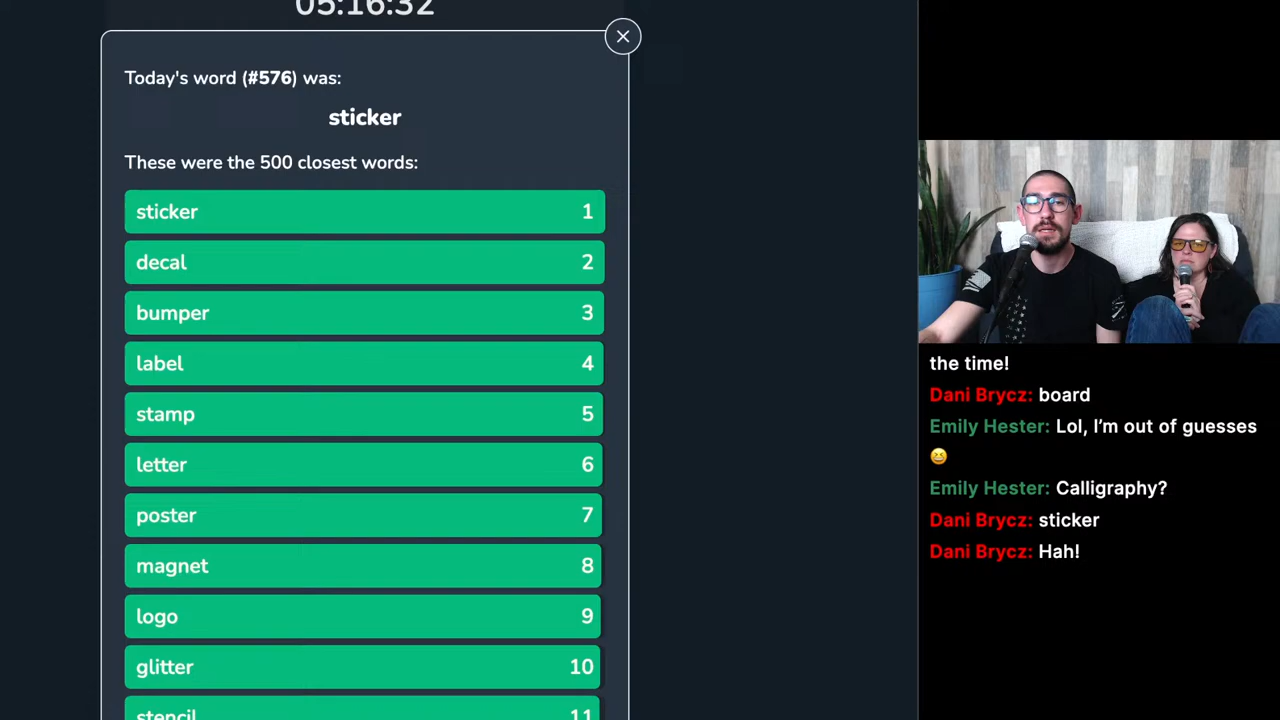 05:16:32
Today's word (#576) was:
sticker
These were the 500 closest words:
sticker 1
decal 2
bumper 3
label 4
stamp 5
letter 6
poster 7
magnet 8
logo 9
glitter 10
stencil 11
the time!
Dani Brycz: board
Emily Hester: Lol, I'm out of guesses
😆
Emily Hester: Calligraphy?
Dani Brycz: sticker
Dani Brycz: Hah!